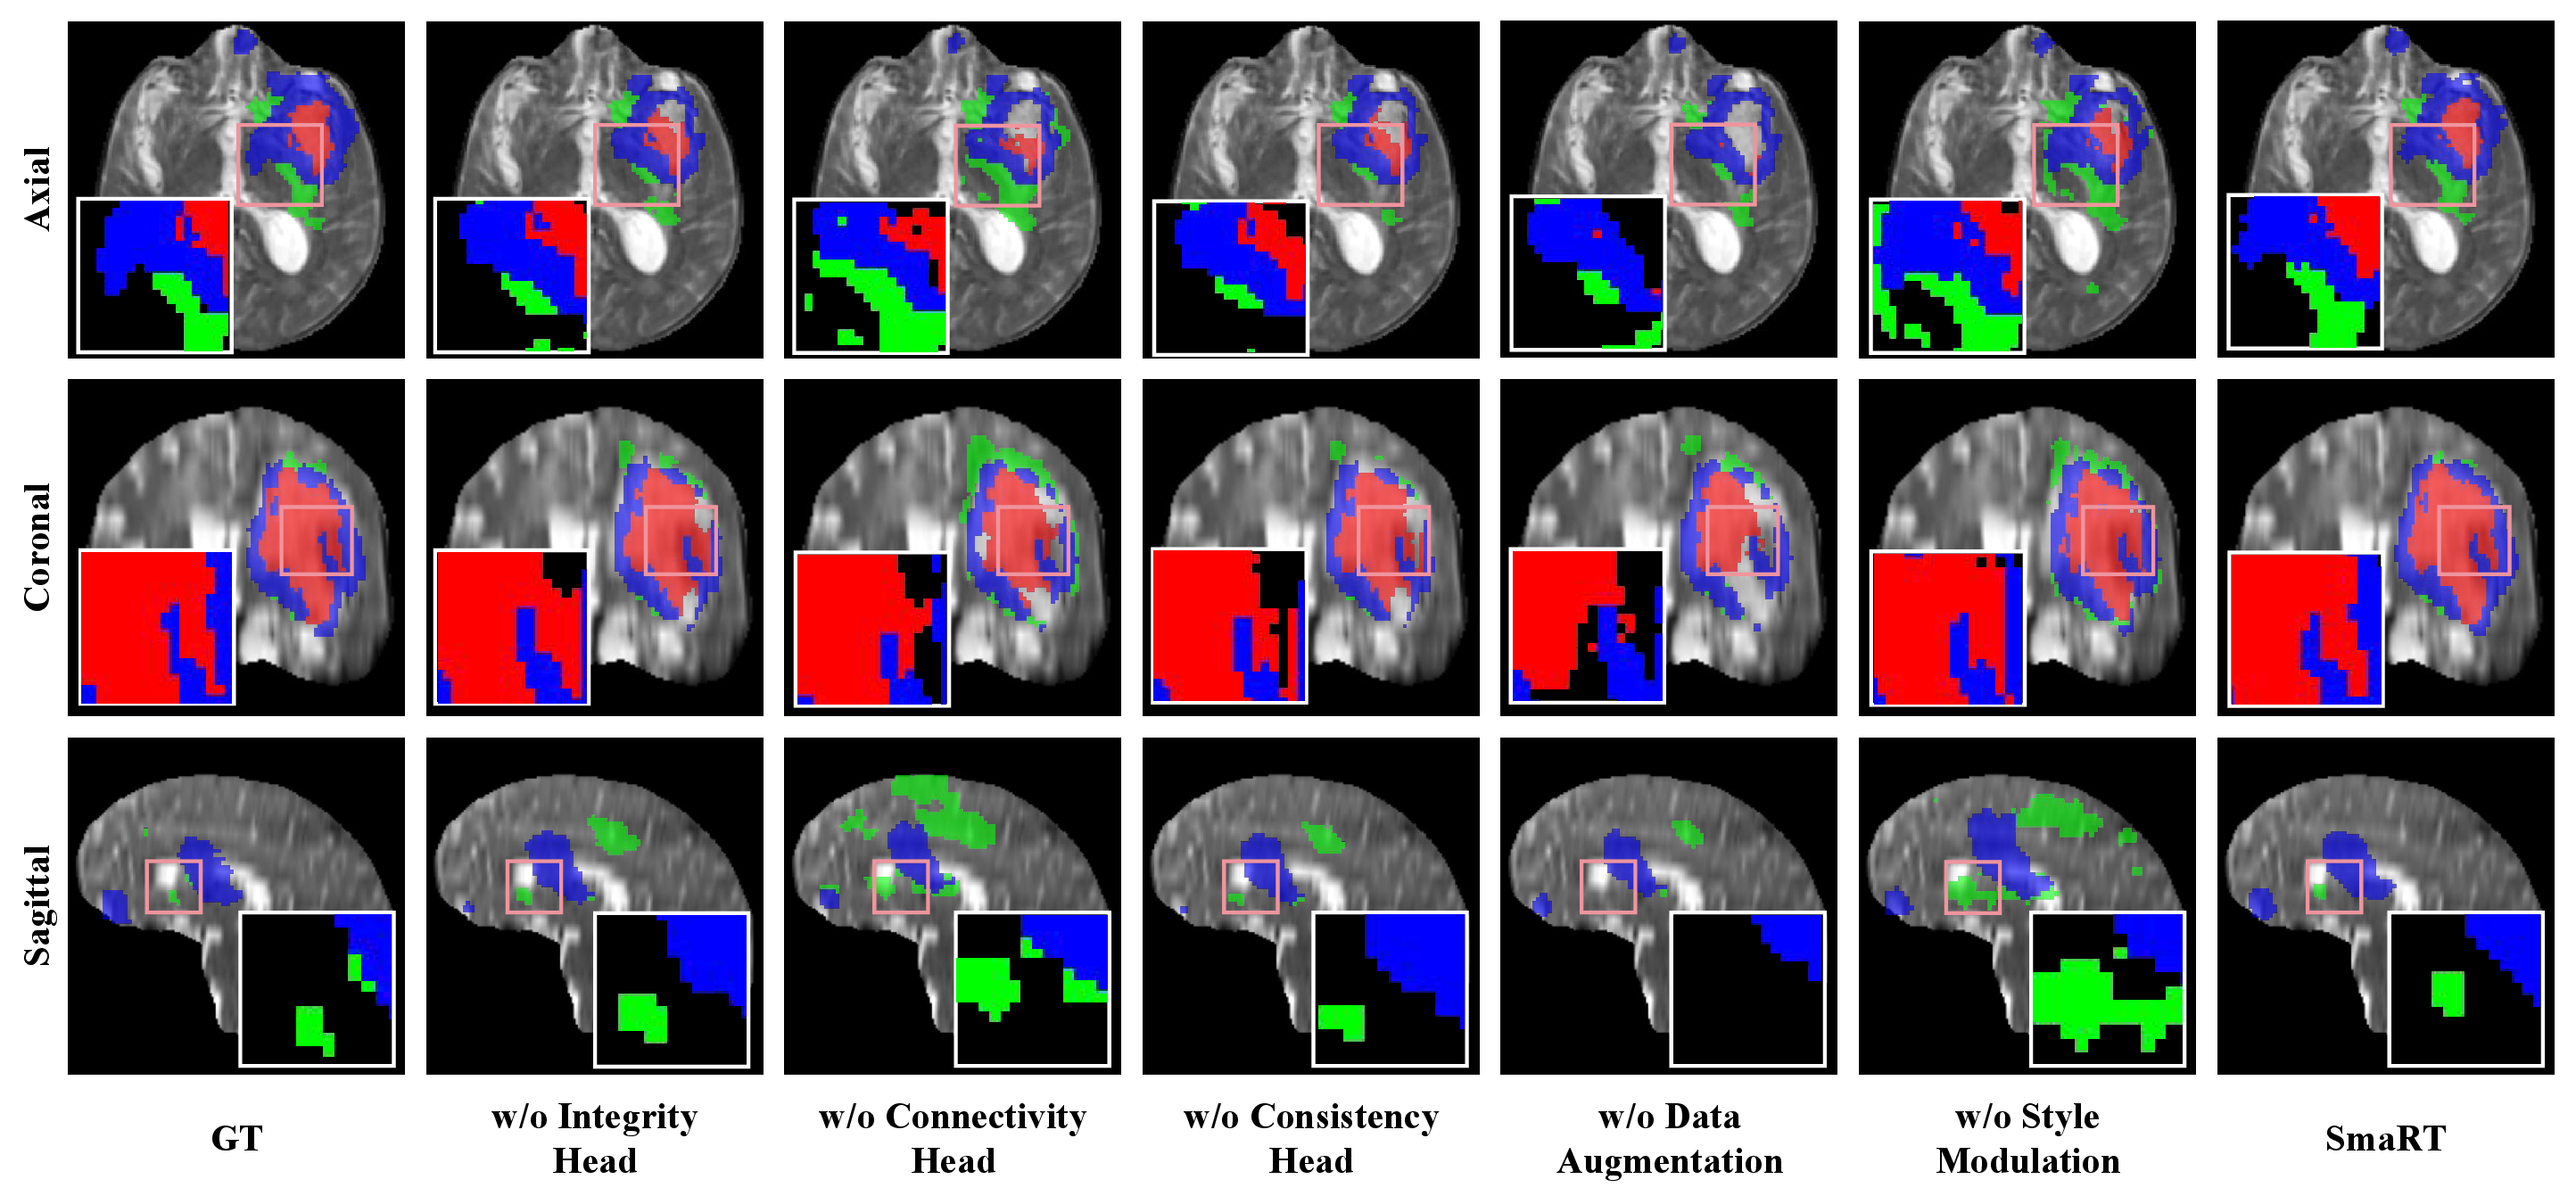 Axial
Coronal
Sagittal
GT
w/o Integrity
Head
w/o Connectivity
Head
w/o Consistency
Head
w/o Data
Augmentation
w/o Style
Modulation
SmaRT